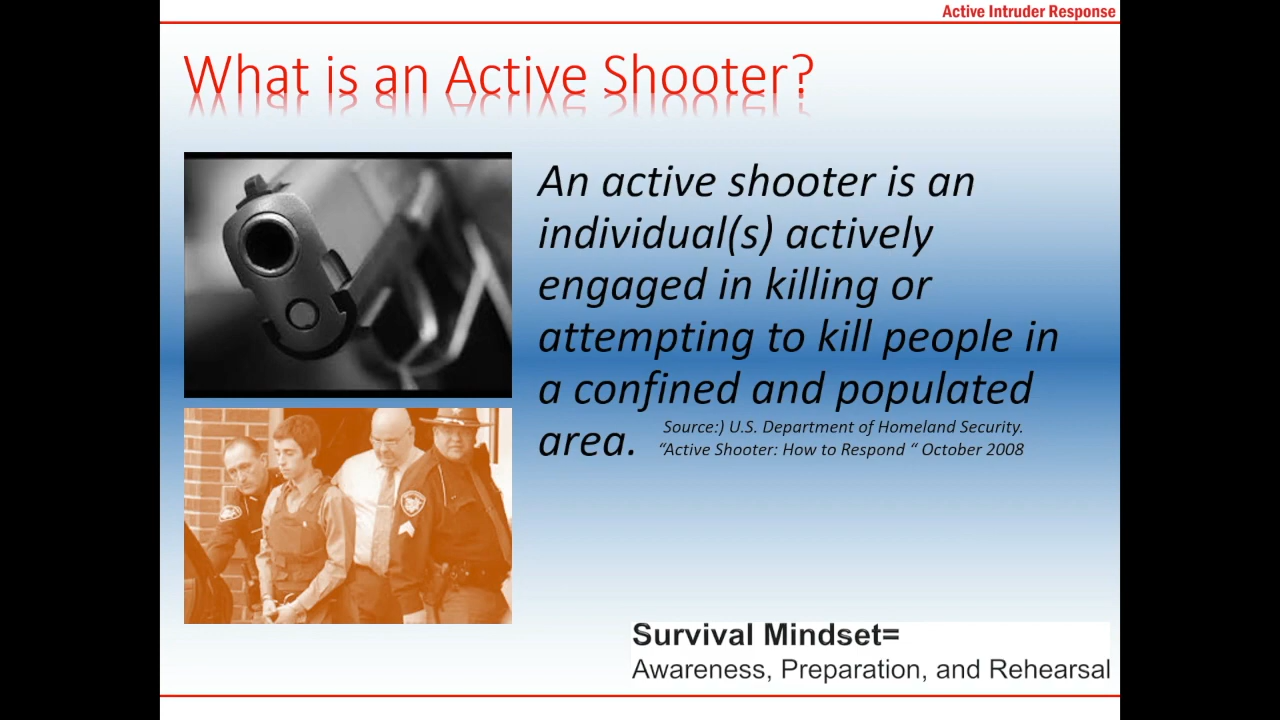 Active Intruder Response
What is an Active Shooter?
An active shooter is an
individual(s) actively
engaged in killing or
attempting to kill people in
a confined and populated
area.
Source:) U.S. Department of Homeland Security.
“Active Shooter: How to Respond “ October 2008
Survival Mindset=
Awareness, Preparation, and Rehearsal